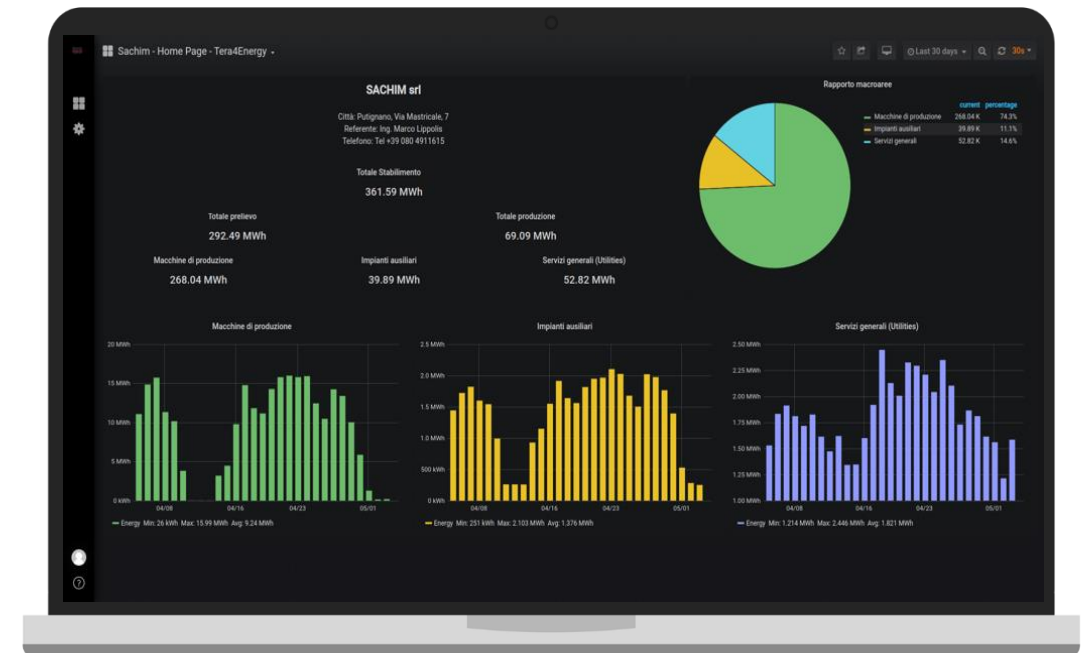 Sachim - Home Page - Tera4Energy
Last 30 days
30s
SACHIM srl
Città: Putignano, Via Mastricale, 7
Referente: Ing. Marco Lippolis
Telefono: Tel +39 080 4911615
Totale Stabilimento
361.59 MWh
Totale prelievo
292.49 MWh
Totale produzione
69.09 MWh
Macchine di produzione
268.04 MWh
Impianti ausiliari
39.89 MWh
Servizi generali (Utilities)
52.82 MWh
Rapporto macroaree
current percentage
Macchine di produzione 268.04 K 74.3%
Impianti ausiliari 39.89 K 11.1%
Servizi generali 52.82 K 14.6%
Macchine di produzione
20 MWh
15 MWh
10 MWh
5 MWh
0 kWh
04/08 04/16 04/23 05/01
Energy Min: 26 kWh Max: 15.99 MWh Avg: 9.24 MWh
Impianti ausiliari
2.5 MWh
2.0 MWh
1.5 MWh
1.0 MWh
500 kWh
0 kWh
04/08 04/16 04/23 05/01
Energy Min: 251 kWh Max: 2.103 MWh Avg: 1.376 MWh
Servizi generali (Utilities)
2.50 MWh
2.25 MWh
2.00 MWh
1.75 MWh
1.50 MWh
1.25 MWh
1.00 MWh
04/08 04/16 04/23 05/01
Energy Min: 1.214 MWh Max: 2.446 MWh Avg: 1.821 MWh